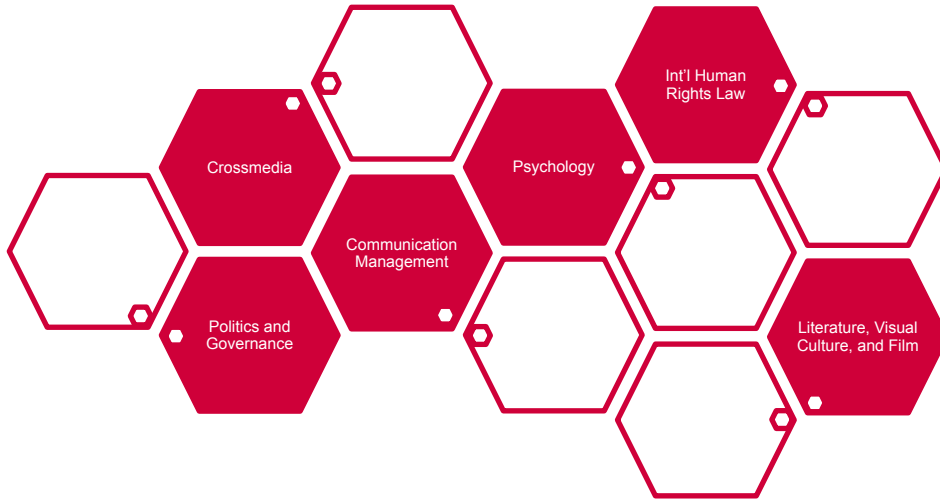 Int'l Human
Rights Law
Crossmedia
Psychology
Communication
Management
Politics and
Governance
Literature, Visual
Culture, and Film